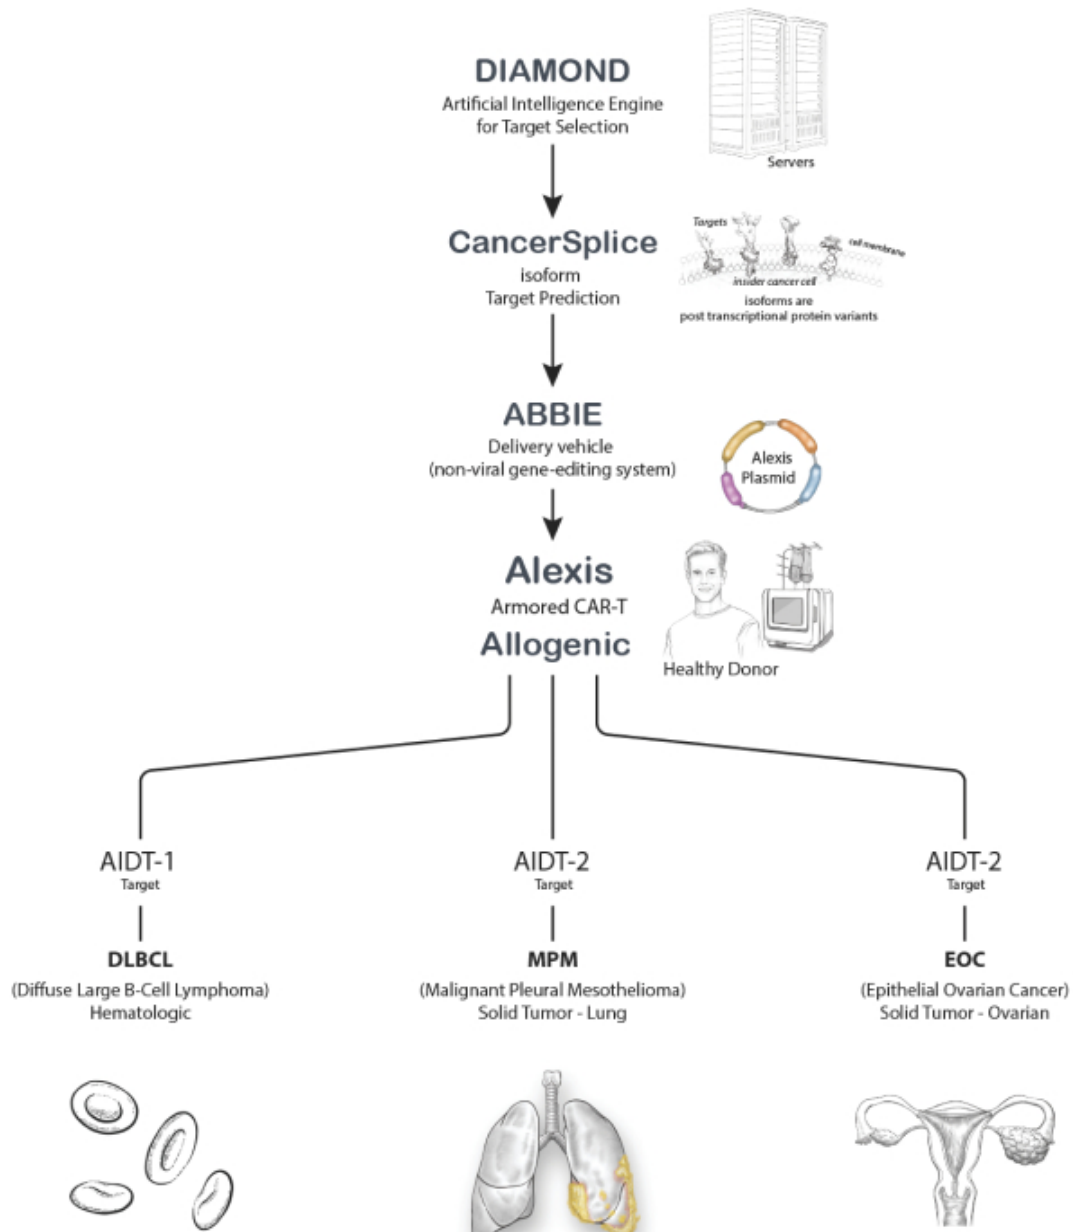 DIAMOND
Artificial Intelligence Engine
for Target Selection
Servers
CancerSplice
isoform
Target Prediction
Targets
cell membrane
insider cancer cell
isoforms are
post transcriptional protein variants
ABBIE
Delivery vehicle
(non-viral gene-editing system)
Alexis
Plasmid
Alexis
Armored CAR-T
Allogenic
Healthy Donor
AIDT-1
Target
DLBCL
(Diffuse Large B-Cell Lymphoma)
Hematologic
AIDT-2
Target
MPM
(Malignant Pleural Mesothelioma)
Solid Tumor - Lung
AIDT-2
Target
EOC
(Epithelial Ovarian Cancer)
Solid Tumor - Ovarian